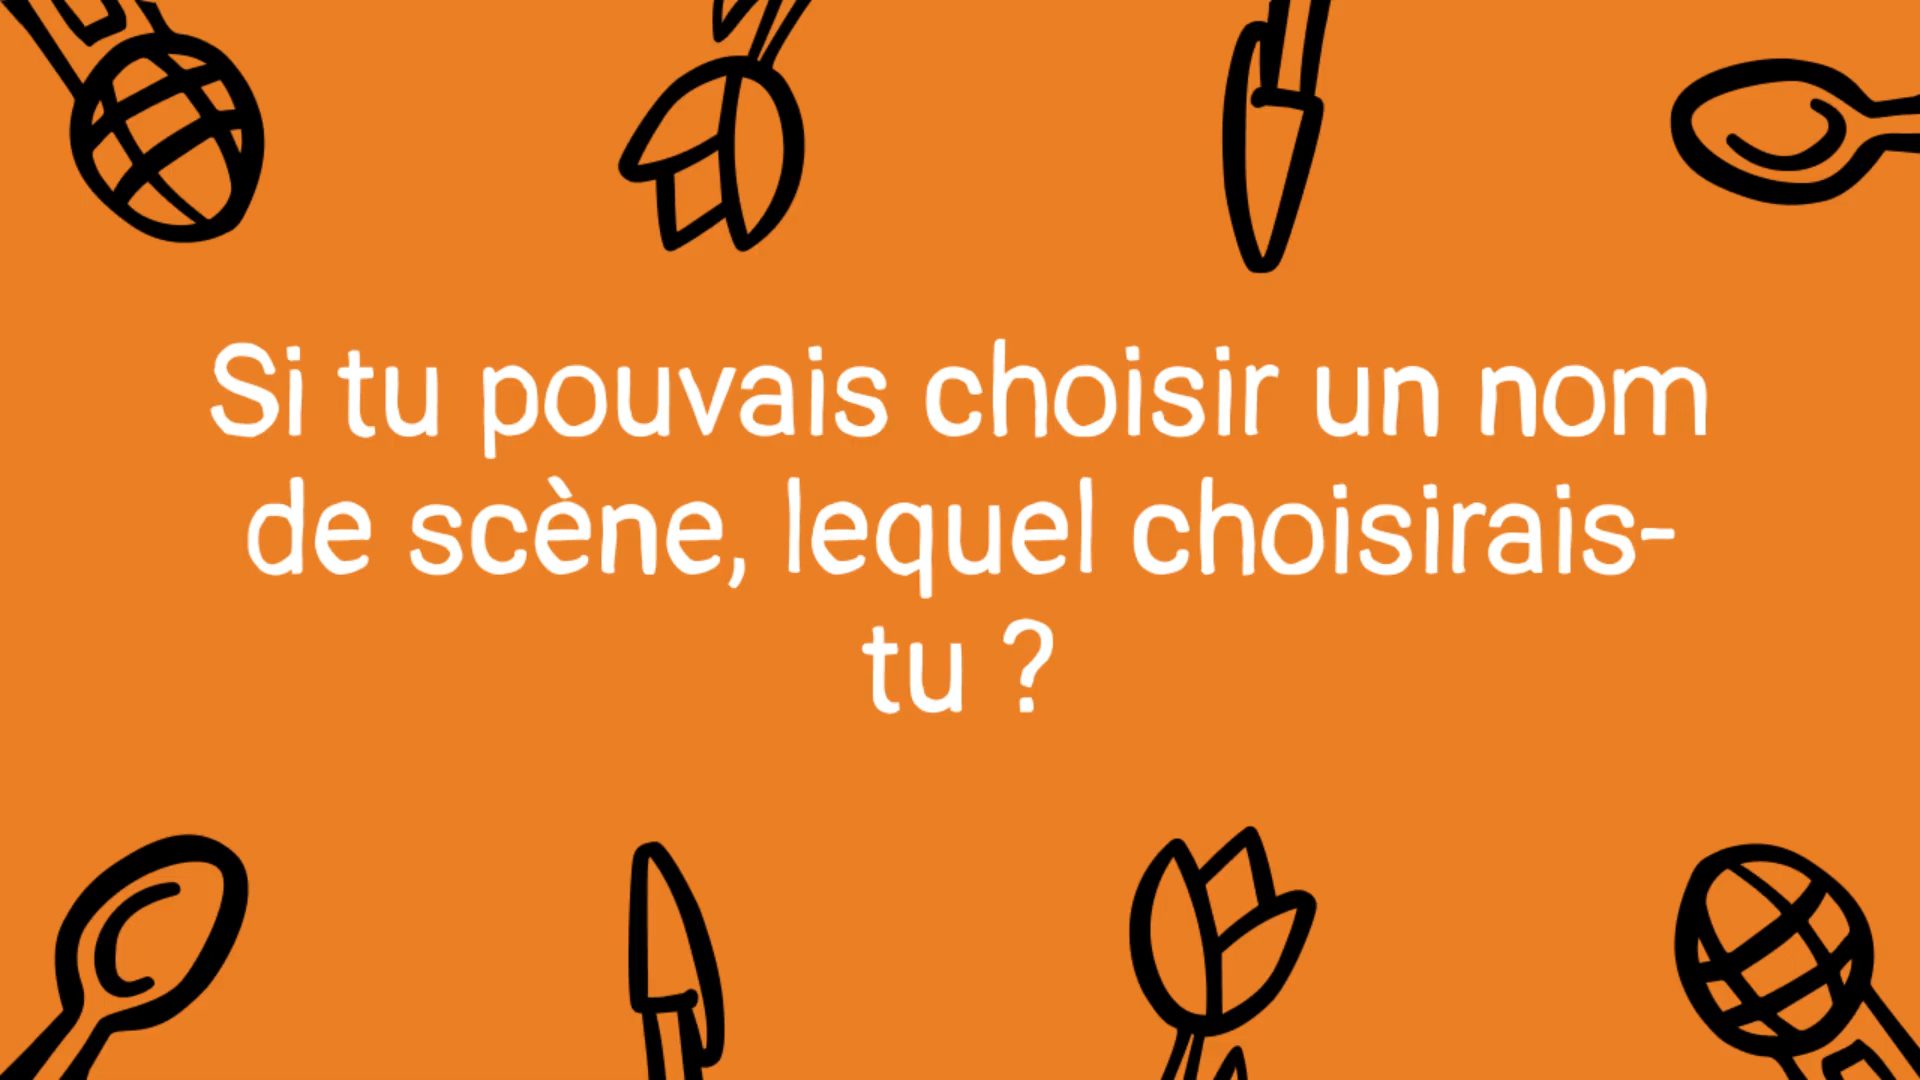 Si tu pouvais choisir un nom
de scène, lequel choisirais-
tu ?